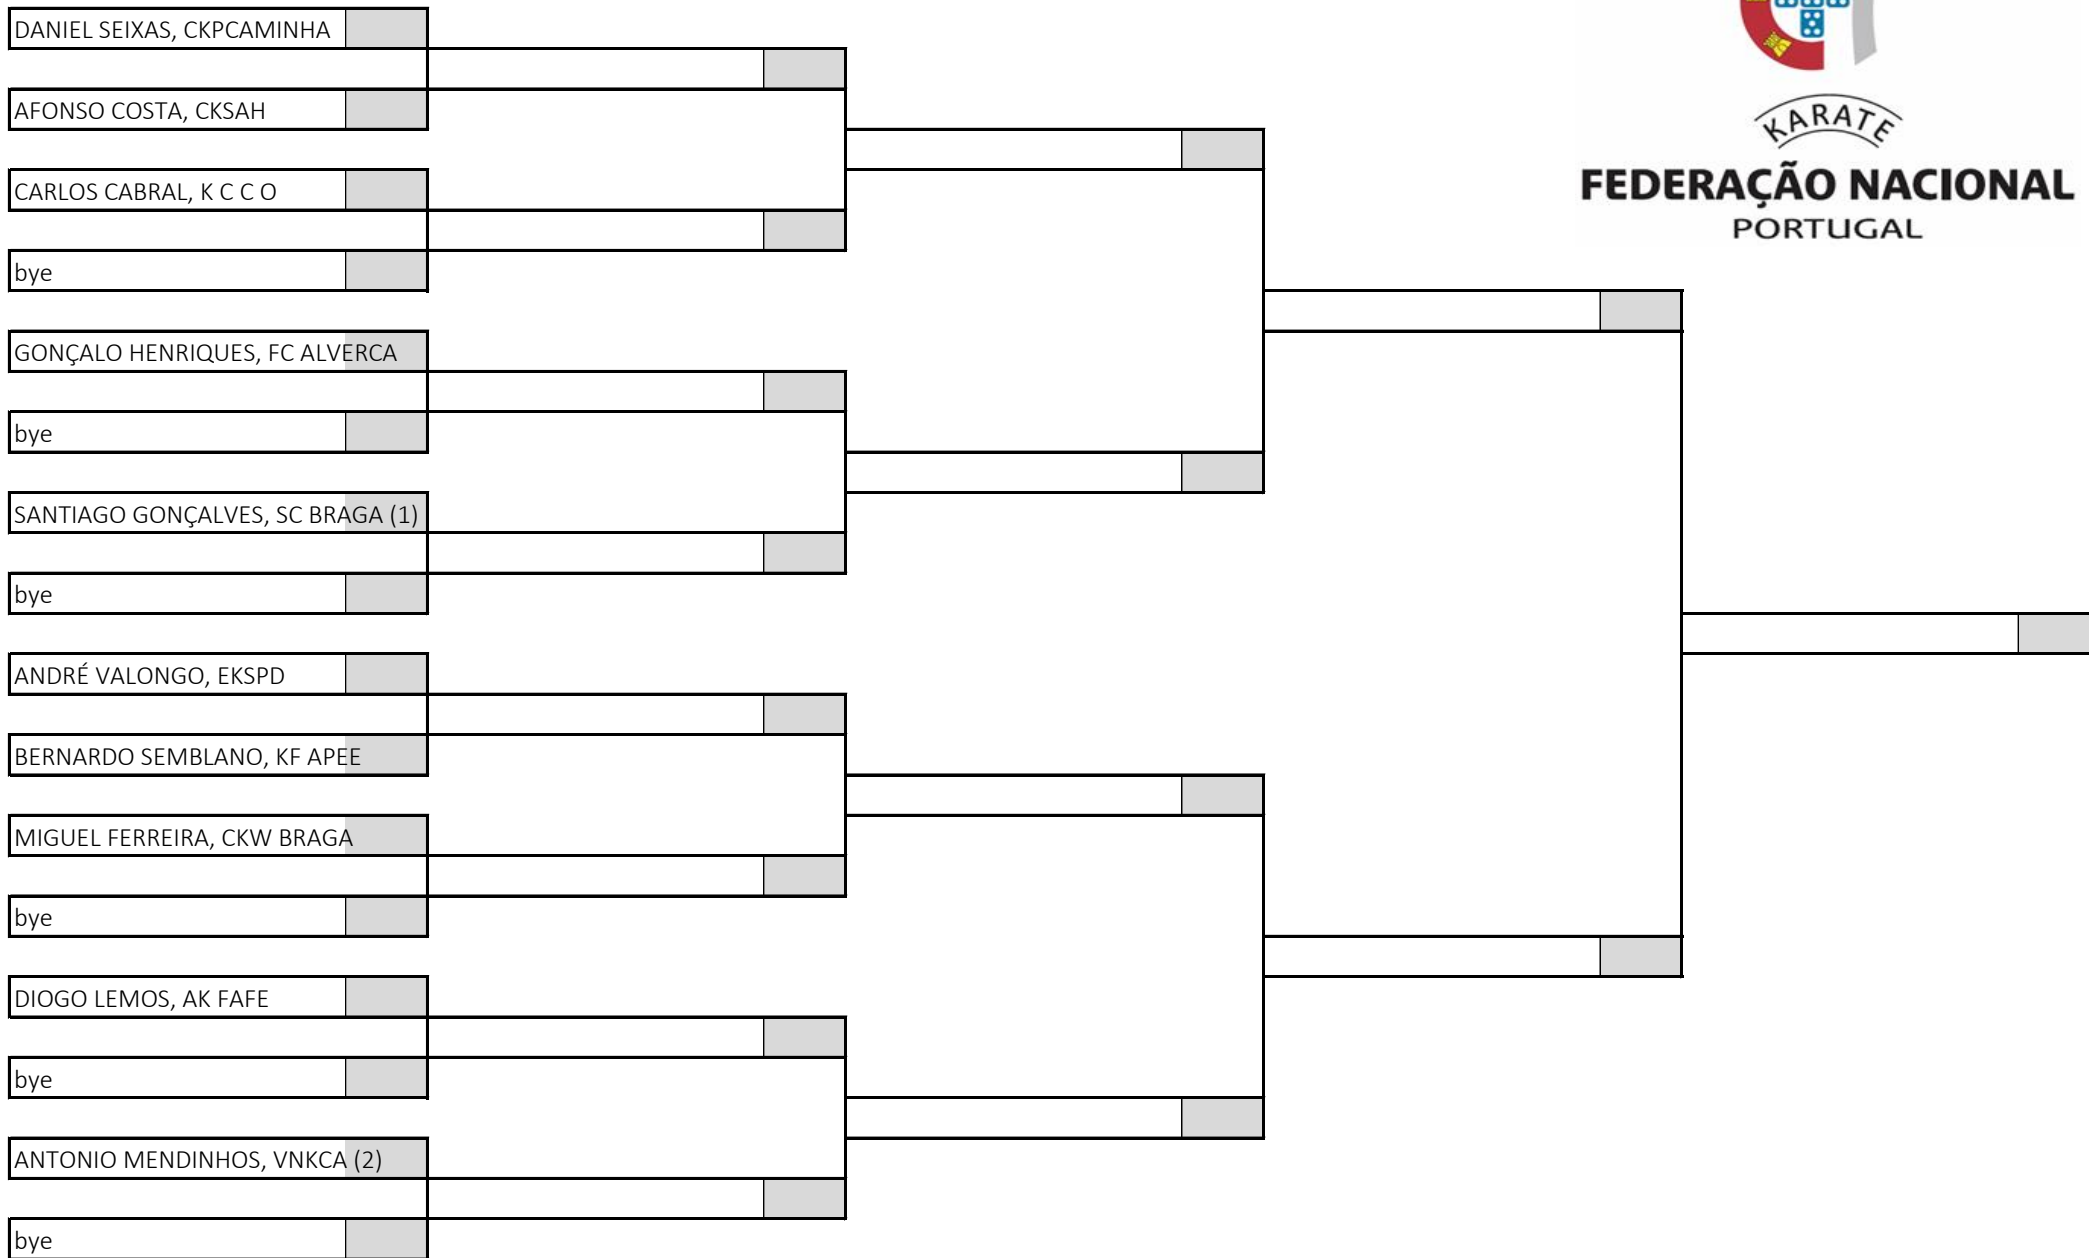 DANIEL SEIXAS, CKPCAMINHA
AFONSO COSTA, CKSAH
CARLOS CABRAL, K C C O
bye
GONÇALO HENRIQUES, FC ALVERCA
bye
SANTIAGO GONÇALVES, SC BRAGA (1)
bye
ANDRÉ VALONGO, EKSPD
BERNARDO SEMBLANO, KF APEE
MIGUEL FERREIRA, CKW BRAGA
bye
DIOGO LEMOS, AK FAFE
bye
ANTONIO MENDINHOS, VNKCA (2)
bye
KARATE
FEDERAÇÃO NACIONAL
PORTUGAL